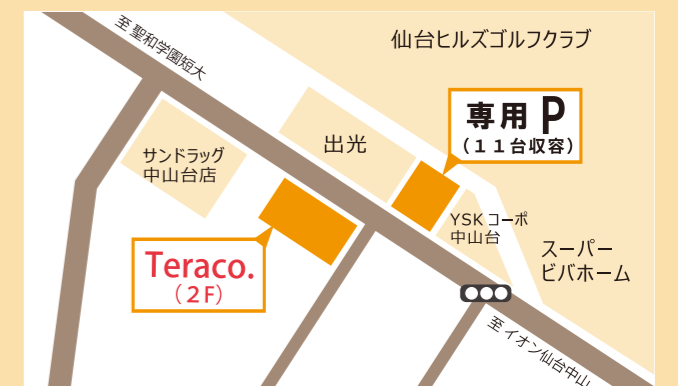 至 聖和学園短大
仙台ヒルズゴルフクラブ
専用 P
（１１台収容）
出光
サンドラッグ
中山台店
YSKコーポ
中山台
スーパー
ビバホーム
Teraco.
（２F）
至 イオン仙台中山